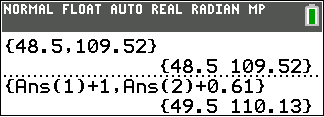 NORMAL FLOAT AUTO REAL RADIAN MP
{48.5,109.52}
{48.5 109.52}
{Ans(1)+1,Ans(2)+0.61}
{49.5 110.13}